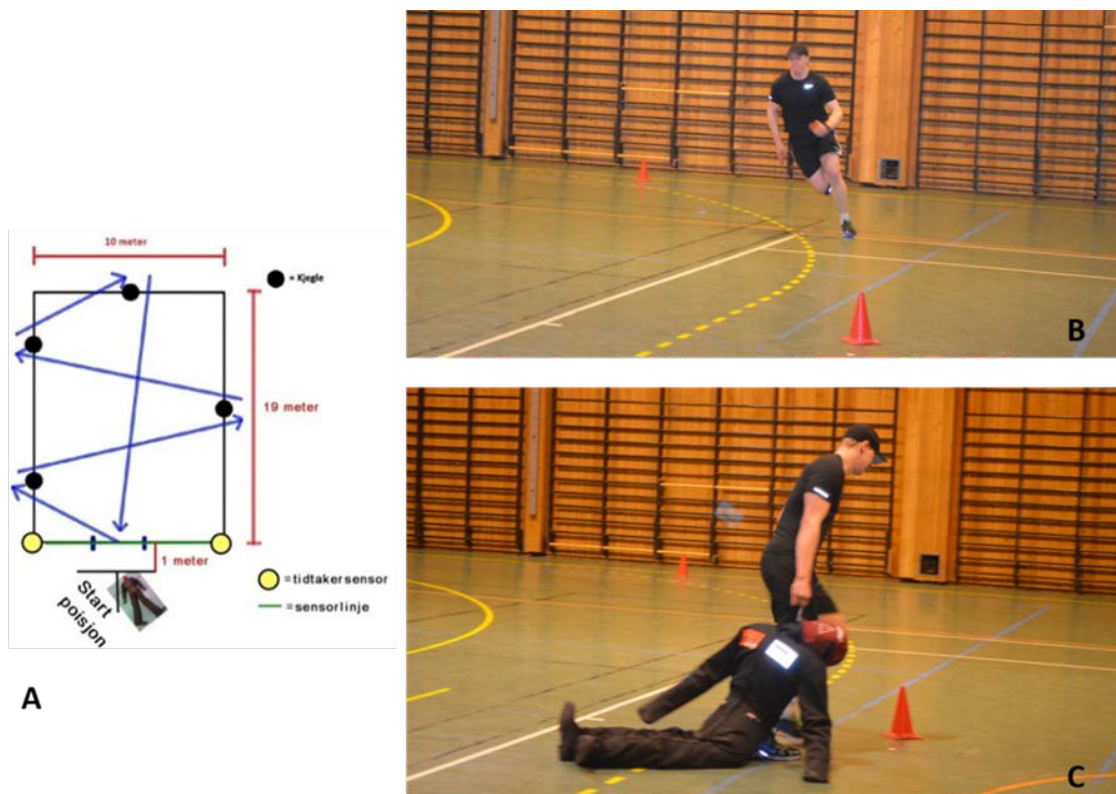 10 meter
= Kjegle
19 meter
1 meter
Start
poisjon
=tidtakersensor
=sensorlinje
A
B
C